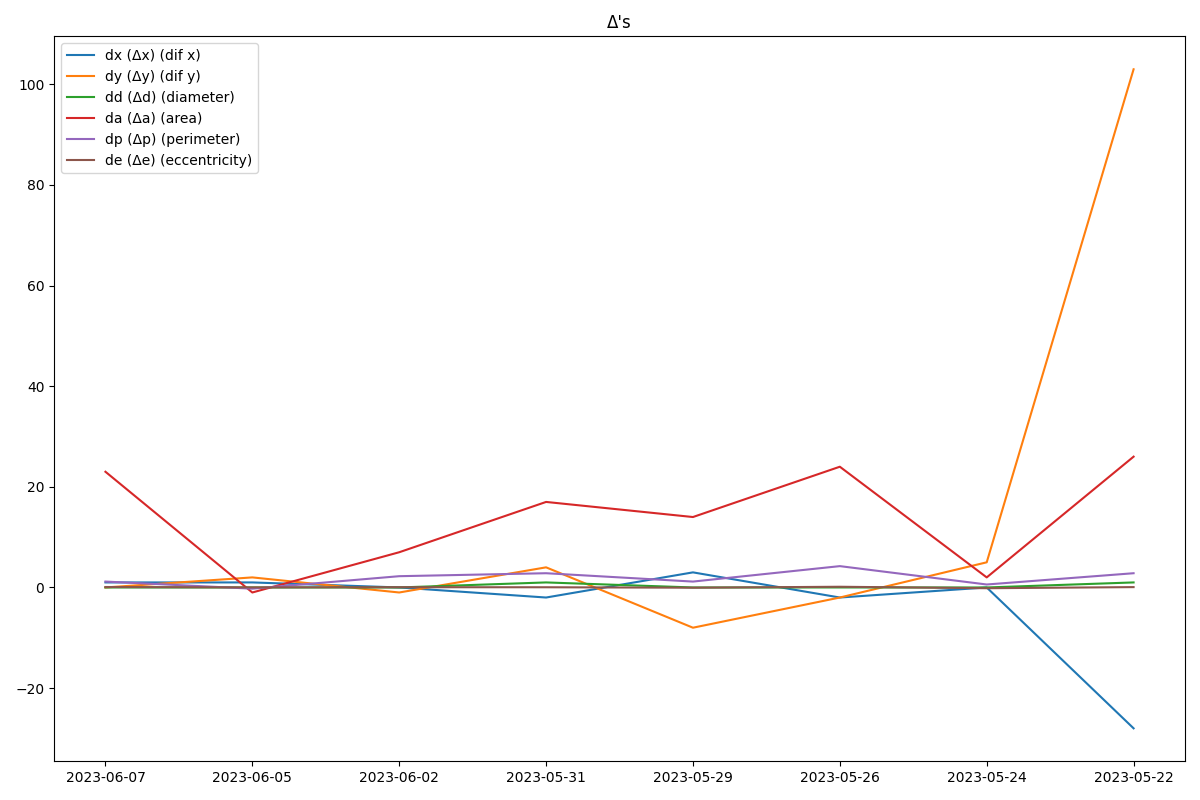 Δ's
dx (Δx) (dif x)
dy (Δy) (dif y)
dd (Δd) (diameter)
da (Δa) (area)
dp (Δp) (perimeter)
de (Δe) (eccentricity)
100
80
60
40
20
0
−20
2023-06-07 2023-06-05 2023-06-02 2023-05-31 2023-05-29 2023-05-26 2023-05-24 2023-05-22